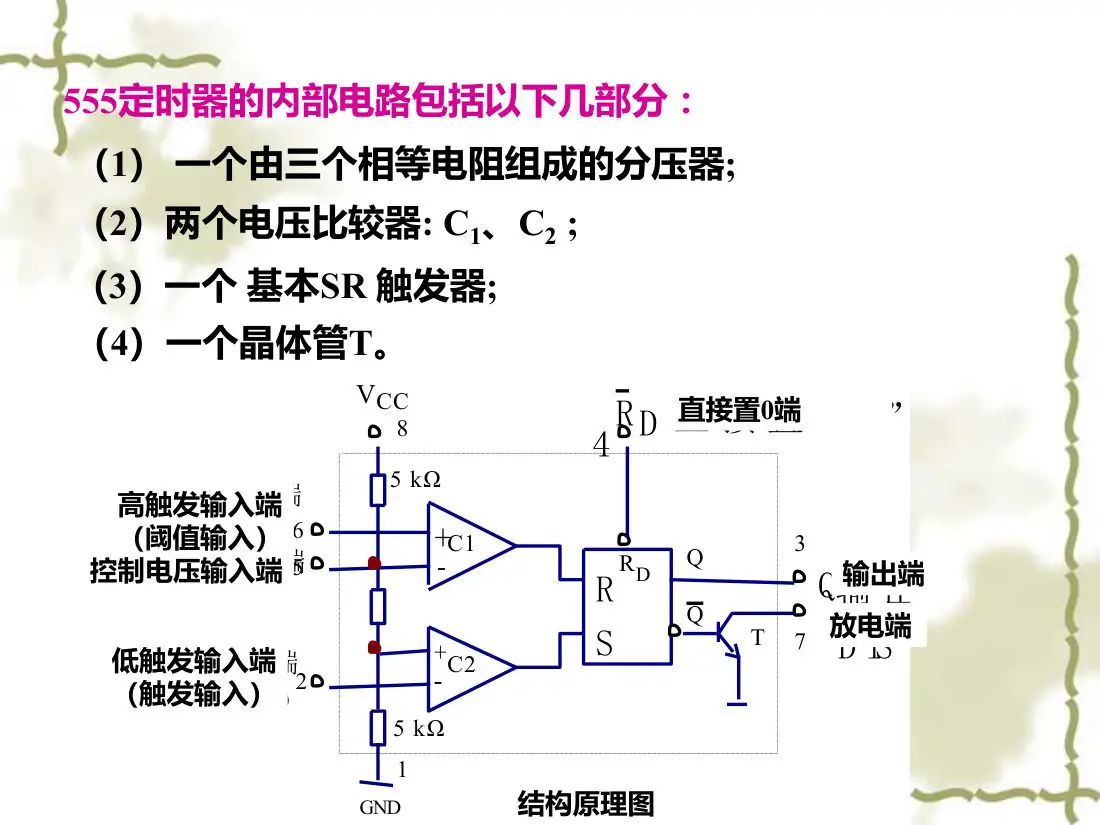 555定时器的内部电路包括以下几部分：
（1） 一个由三个相等电阻组成的分压器;
（2）两个电压比较器: C1、C2 ;
（3）一个 基本SR 触发器;
（4）一个晶体管T。
VCC
8
R̅D
4
直接置0端
”
5 kΩ
高触发输入端
（阈值输入）
6
控制电压输入端
+
C1
-
RD
Q
3
R
输出端
Q̅
S
T
7
放电端
低触发输入端
（触发输入）
2
+
C2
-
5 kΩ
1
GND
结构原理图